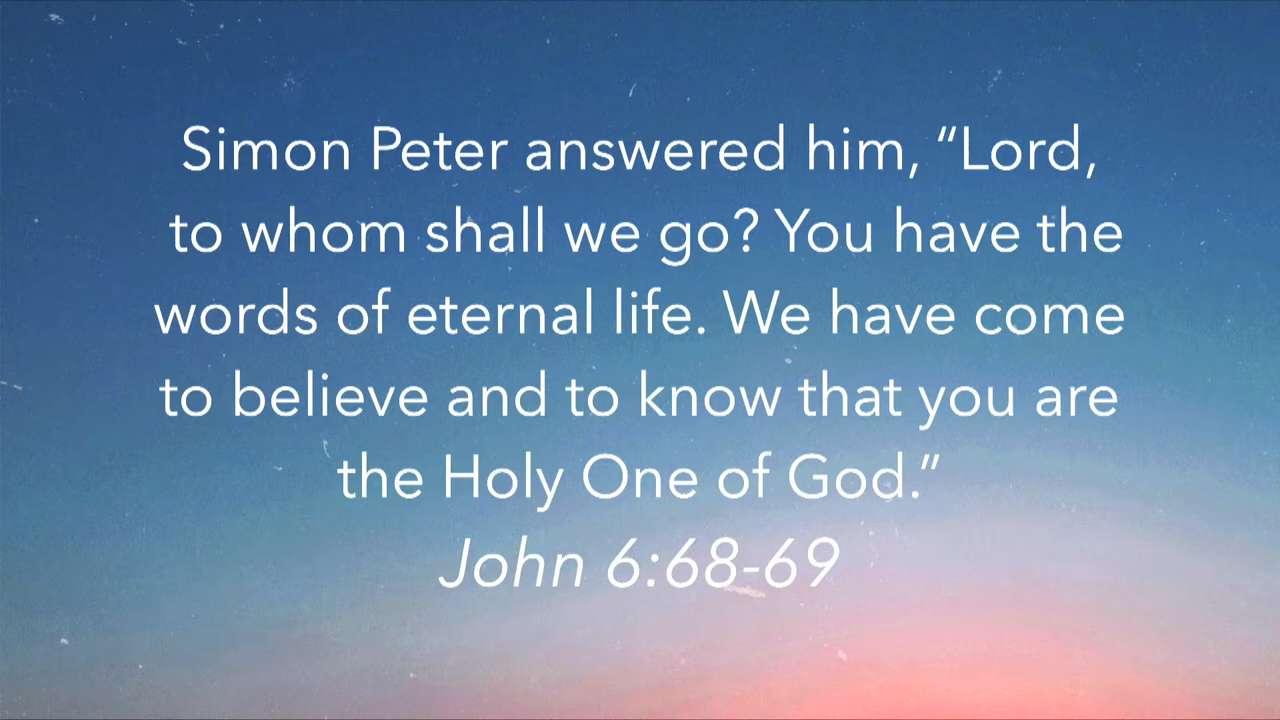 Simon Peter answered him, “Lord,
to whom shall we go? You have the
words of eternal life. We have come
to believe and to know that you are
the Holy One of God.”
John 6:68-69